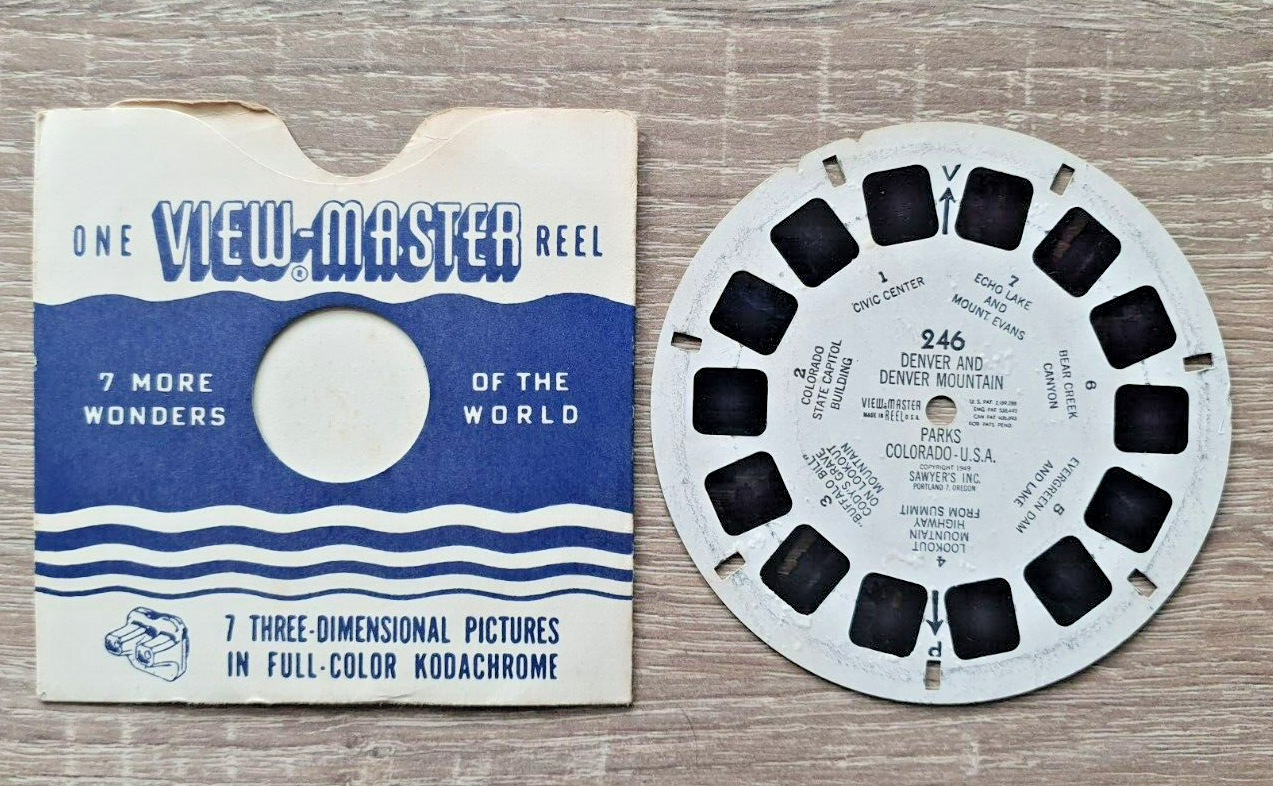 ONE VIEW-MASTER® REEL
7 MORE
WONDERS
OF THE
WORLD
7 THREE-DIMENSIONAL PICTURES
IN FULL-COLOR KODACHROME
V
1
CIVIC CENTER
7
ECHO LAKE
AND
MOUNT EVANS
246
DENVER AND
DENVER MOUNTAIN
VIEW-MASTER
MADE IN REEL U.S.A.
PARKS
COLORADO-U.S.A.
COPYRIGHT 1949
SAWYER'S INC.
PORTLAND 7, OREGON
2
COLORADO
STATE CAPITOL
BUILDING
3
"BUFFALO BILL"
CODY'S GRAVE
ON LOOKOUT
MOUNTAIN
4
LOOKOUT
MOUNTAIN
HIGHWAY
FROM SUMMIT
5
EVERGREEN DAM
AND LAKE
6
BEAR CREEK
CANYON
P